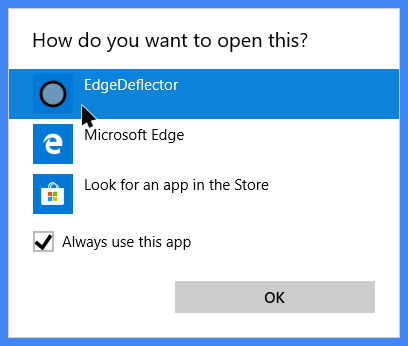 How do you want to open this?
EdgeDeflector
Microsoft Edge
Look for an app in the Store
Always use this app
OK